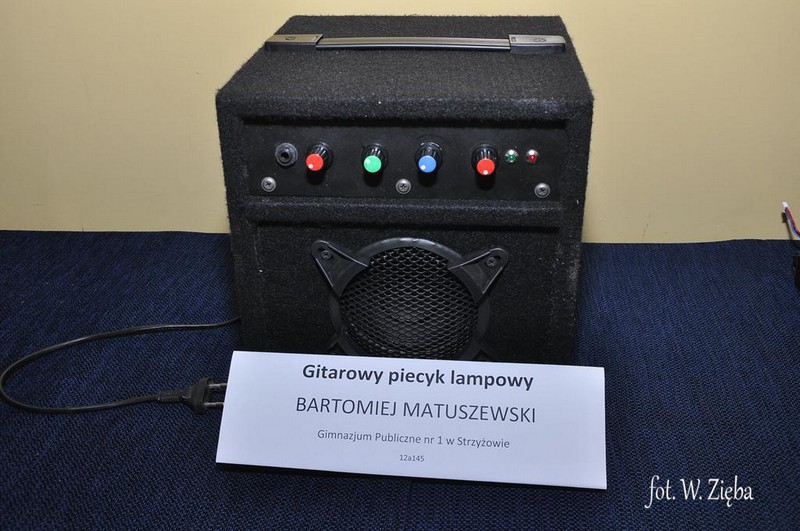 Gitarowy piecyk lampowy
BARTOMIEJ MATUSZEWSKI
Gimnazjum Publiczne nr 1 w Strzyżowie
12a145
fot. W. Zięba